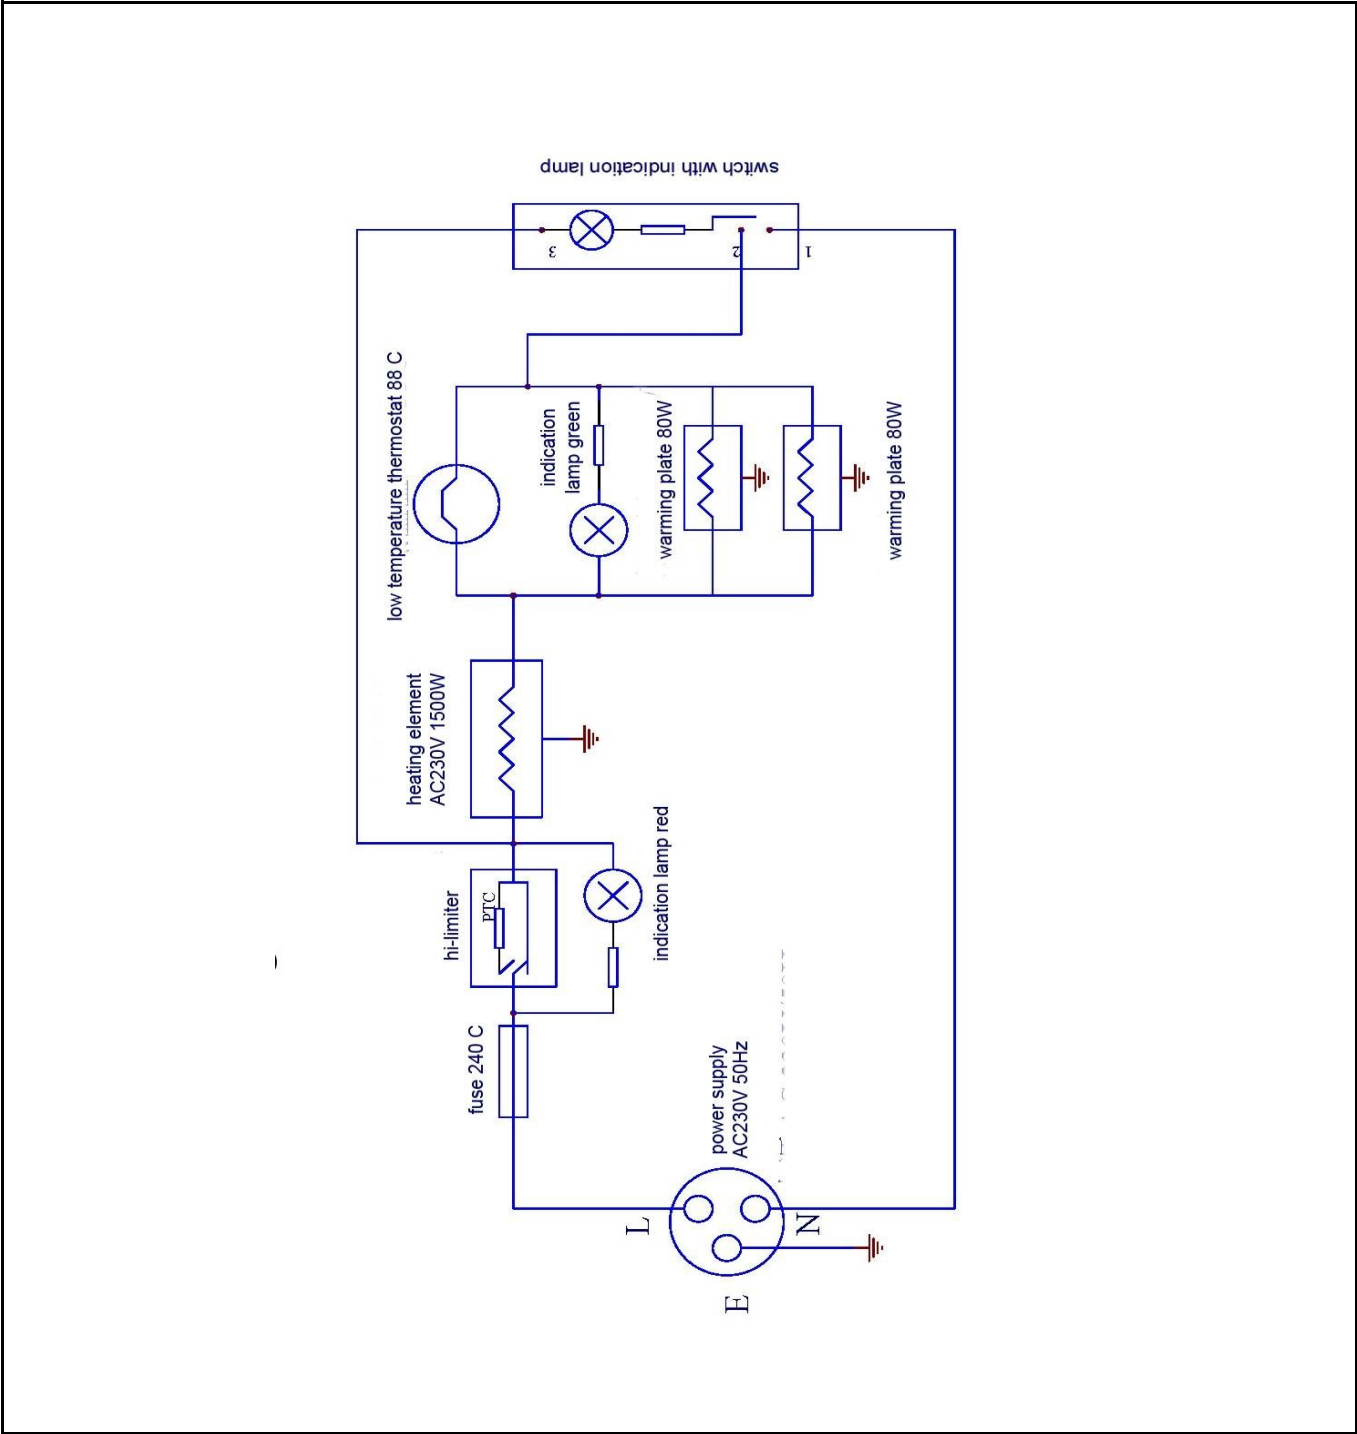 switch with indication lamp
3
2
1
low temperature thermostat 88 C
indication
lamp green
warming plate 80W
warming plate 80W
heating element
AC230V 1500W
hi-limiter
PTC
indication lamp red
fuse 240 C
power supply
AC230V 50Hz
L
N
E